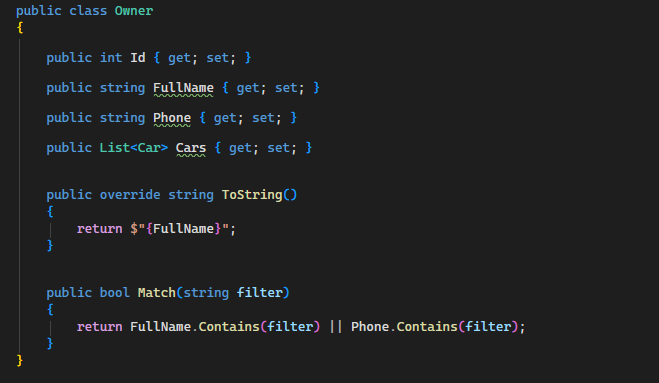 public class Owner
{
public int Id { get; set; }
public string FullName { get; set; }
public string Phone { get; set; }
public List<Car> Cars { get; set; }
public override string ToString()
{
return $"{FullName}";
}
public bool Match(string filter)
{
return FullName.Contains(filter) || Phone.Contains(filter);
}
}